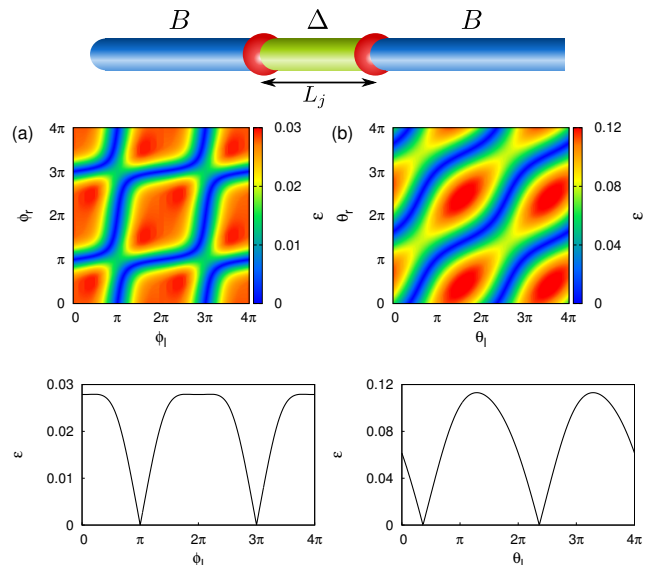 B Δ B
L_j
(a) (b)
4π 0.03 4π 0.12
3π 3π
0.02 0.08
ϕ_r 2π ε θ_r 2π ε
0.01 0.04
π π
0 0 0 0
0 π 2π 3π 4π 0 π 2π 3π 4π
ϕ_l θ_l
0.03 0.12
0.02 0.08
ε ε
0.01 0.04
0 0
0 π 2π 3π 4π 0 π 2π 3π 4π
ϕ_l θ_l